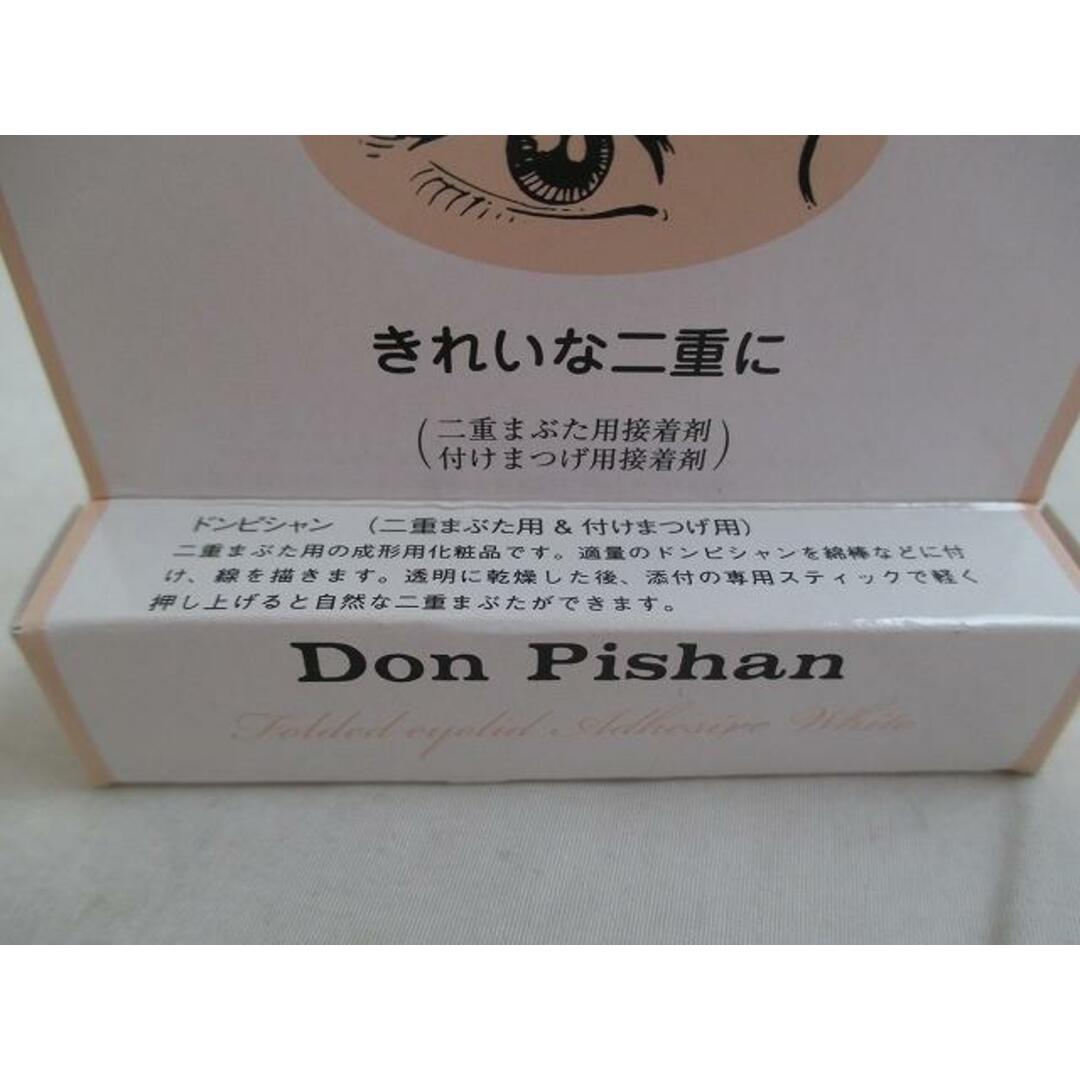 きれいな二重に
(二重まぶた用接着剤
付けまつげ用接着剤)
ドンピシャン (二重まぶた用 & 付けまつげ用)
二重まぶた用の成形用化粧品です。適量のドンピシャンを綿棒などに付
け、線を描きます。透明に乾燥した後、添付の専用スティックで軽く
押し上げると自然な二重まぶたができます。
Don Pishan
Folded eyelid Adhesive White